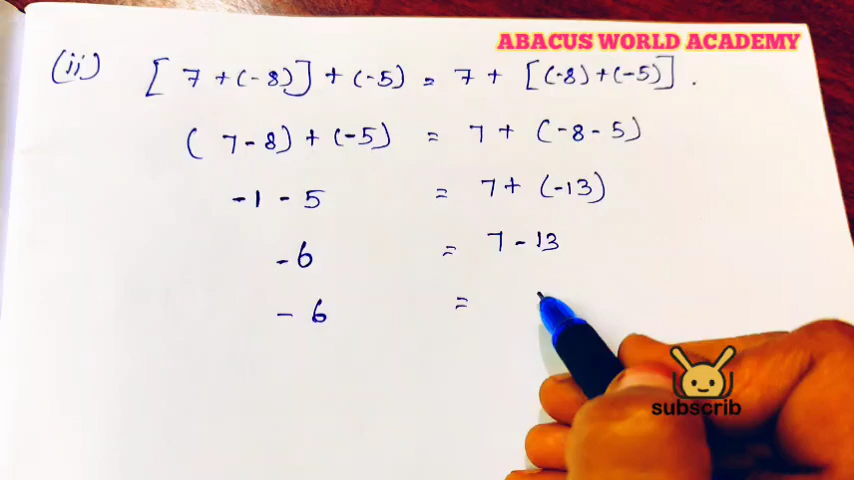 ABACUS WORLD ACADEMY
(ii) [ 7 + (-8)] + (-5) = 7 + [(-8) + (-5)] .
( 7 - 8) + (-5) = 7 + (-8 - 5)
-1 - 5 = 7 + (-13)
-6 = 7 - 13
- 6 =
subscrib